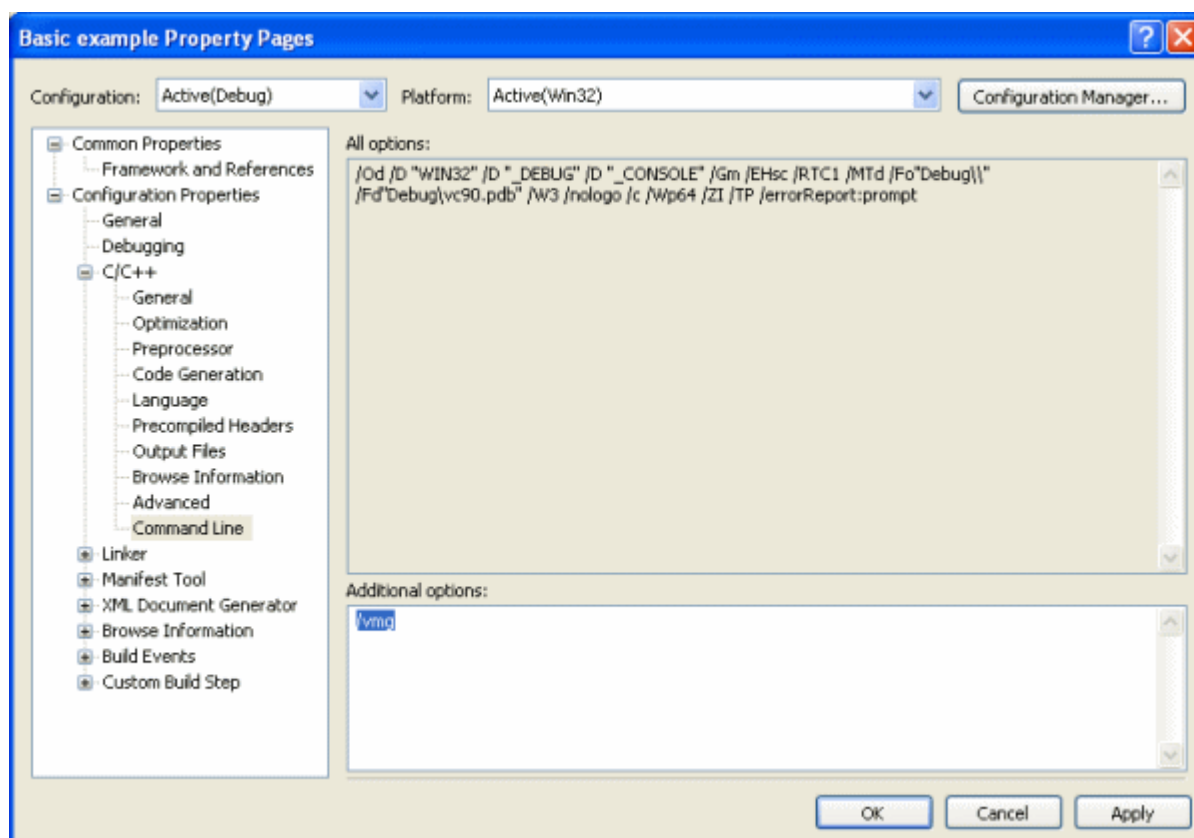 Basic example Property Pages
Configuration: Active(Debug) Platform: Active(Win32) Configuration Manager...
Common Properties
Framework and References
Configuration Properties
General
Debugging
C/C++
General
Optimization
Preprocessor
Code Generation
Language
Precompiled Headers
Output Files
Browse Information
Advanced
Command Line
Linker
Manifest Tool
XML Document Generator
Browse Information
Build Events
Custom Build Step
All options:
/Od /D "WIN32" /D "_DEBUG" /D "_CONSOLE" /Gm /EHsc /RTC1 /MTd /Fo"Debug\\"
/Fd"Debug\vc90.pdb" /W3 /nologo /c /Wp64 /ZI /TP /errorReport:prompt
Additional options:
/vmg
OK Cancel Apply